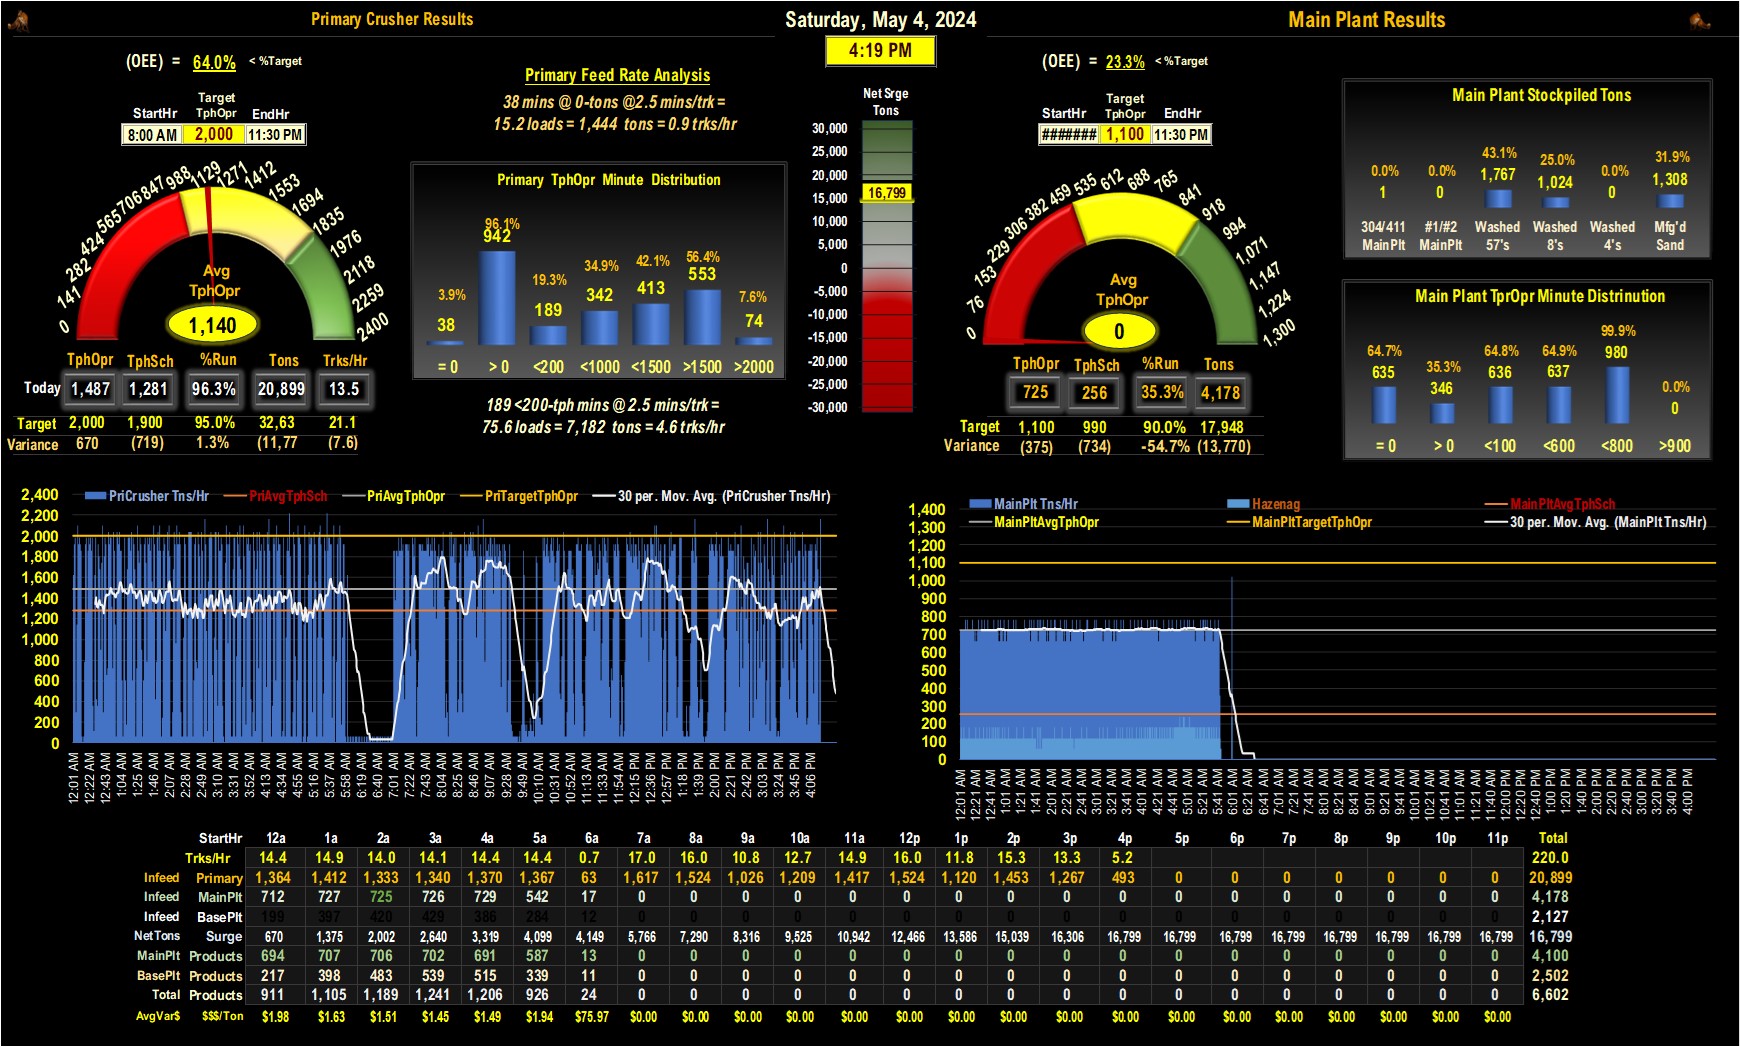 Primary Crusher Results
Saturday, May 4, 2024
Main Plant Results
4:19 PM
(OEE) = 64.0% < %Target
StartHr Target TphOpr EndHr
8:00 AM 2,000 11:30 PM
0 141 282 424 565 706 847 988 1129 1271 1412 1553 1694 1835 1976 2118 2259 2400
Avg
TphOpr
1,140
TphOpr TphSch %Run Tons Trks/Hr
Today 1,487 1,281 96.3% 20,899 13.5
Target 2,000 1,900 95.0% 32,63 21.1
Variance 670 (719) 1.3% (11,77 (7.6)
Primary Feed Rate Analysis
38 mins @ 0-tons @2.5 mins/trk =
15.2 loads = 1,444 tons = 0.9 trks/hr
Primary TphOpr Minute Distribution
3.9% 96.1% 19.3% 34.9% 42.1% 56.4% 7.6%
38 942 189 342 413 553 74
= 0 > 0 <200 <1000 <1500 >1500 >2000
189 <200-tph mins @ 2.5 mins/trk =
75.6 loads = 7,182 tons = 4.6 trks/hr
Net Srge
Tons
30,000
25,000
20,000
16,799
15,000
10,000
5,000
0
-5,000
-10,000
-15,000
-20,000
-25,000
-30,000
(OEE) = 23.3% < %Target
StartHr Target TphOpr EndHr
####### 1,100 11:30 PM
0 76 153 229 306 382 459 535 612 688 765 841 918 994 1,071 1,147 1,224 1,300
Avg
TphOpr
0
TphOpr TphSch %Run Tons
725 256 35.3% 4,178
Target 1,100 990 90.0% 17,948
Variance (375) (734) -54.7% (13,770)
Main Plant Stockpiled Tons
0.0% 0.0% 43.1% 25.0% 0.0% 31.9%
1 0 1,767 1,024 0 1,308
304/411 #1/#2 Washed Washed Washed Mfg'd
MainPlt MainPlt 57's 8's 4's Sand
Main Plant TprOpr Minute Distrinution
64.7% 35.3% 64.8% 64.9% 99.9% 0.0%
635 346 636 637 980 0
= 0 > 0 <100 <600 <800 >900
PriCrusher Tns/Hr PriAvgTphSch PriAvgTphOpr PriTargetTphOpr 30 per. Mov. Avg. (PriCrusher Tns/Hr)
2,400
2,200
2,000
1,800
1,600
1,400
1,200
1,000
800
600
400
200
0
12:01 AM 12:22 AM 12:43 AM 1:04 AM 1:25 AM 1:46 AM 2:07 AM 2:28 AM 2:49 AM 3:10 AM 3:31 AM 3:52 AM 4:13 AM 4:34 AM 4:55 AM 5:16 AM 5:37 AM 5:58 AM 6:19 AM 6:40 AM 7:01 AM 7:22 AM 7:43 AM 8:04 AM 8:25 AM 8:46 AM 9:07 AM 9:28 AM 9:49 AM 10:10 AM 10:31 AM 10:52 AM 11:13 AM 11:33 AM 11:54 AM 12:15 PM 12:36 PM 12:57 PM 1:18 PM 1:39 PM 2:00 PM 2:21 PM 2:42 PM 3:03 PM 3:24 PM 3:45 PM 4:06 PM
MainPlt Tns/Hr Hazenag MainPltAvgTphSch
MainPltAvgTphOpr MainPltTargetTphOpr 30 per. Mov. Avg. (MainPlt Tns/Hr)
1,400
1,300
1,200
1,100
1,000
900
800
700
600
500
400
300
200
100
0
12:01 AM 12:21 AM 12:41 AM 1:01 AM 1:21 AM 1:41 AM 2:01 AM 2:21 AM 2:41 AM 3:01 AM 3:21 AM 3:41 AM 4:01 AM 4:21 AM 4:41 AM 5:01 AM 5:21 AM 5:41 AM 6:01 AM 6:21 AM 6:41 AM 7:01 AM 7:21 AM 7:41 AM 8:01 AM 8:21 AM 8:41 AM 9:01 AM 9:21 AM 9:41 AM 10:01 AM 10:21 AM 10:41 AM 11:01 AM 11:21 AM 11:40 AM 12:00 PM 12:20 PM 12:40 PM 1:00 PM 1:20 PM 1:40 PM 2:00 PM 2:20 PM 2:40 PM 3:00 PM 3:20 PM 3:40 PM 4:00 PM
StartHr 12a 1a 2a 3a 4a 5a 6a 7a 8a 9a 10a 11a 12p 1p 2p 3p 4p 5p 6p 7p 8p 9p 10p 11p Total
Trks/Hr 14.4 14.9 14.0 14.1 14.4 14.4 0.7 17.0 16.0 10.8 12.7 14.9 16.0 11.8 15.3 13.3 5.2 220.0
Infeed Primary 1,364 1,412 1,333 1,340 1,370 1,367 63 1,617 1,524 1,026 1,209 1,417 1,524 1,120 1,453 1,267 493 0 0 0 0 0 0 0 20,899
Infeed MainPlt 712 727 725 726 729 542 17 0 0 0 0 0 0 0 0 0 0 0 0 0 0 0 0 0 4,178
Infeed BasePlt 199 397 420 429 386 284 12 0 0 0 0 0 0 0 0 0 0 0 0 0 0 0 0 0 2,127
NetTons Surge 670 1,375 2,002 2,640 3,319 4,099 4,149 5,766 7,290 8,316 9,525 10,942 12,466 13,586 15,039 16,306 16,799 16,799 16,799 16,799 16,799 16,799 16,799 16,799 16,799
MainPlt Products 694 707 706 702 691 587 13 0 0 0 0 0 0 0 0 0 0 0 0 0 0 0 0 0 4,100
BasePlt Products 217 398 483 539 515 339 11 0 0 0 0 0 0 0 0 0 0 0 0 0 0 0 0 0 2,502
Total Products 911 1,105 1,189 1,241 1,206 926 24 0 0 0 0 0 0 0 0 0 0 0 0 0 0 0 0 0 6,602
AvgVar$ $$$/Ton $1.98 $1.63 $1.51 $1.45 $1.49 $1.94 $75.97 $0.00 $0.00 $0.00 $0.00 $0.00 $0.00 $0.00 $0.00 $0.00 $0.00 $0.00 $0.00 $0.00 $0.00 $0.00 $0.00 $0.00